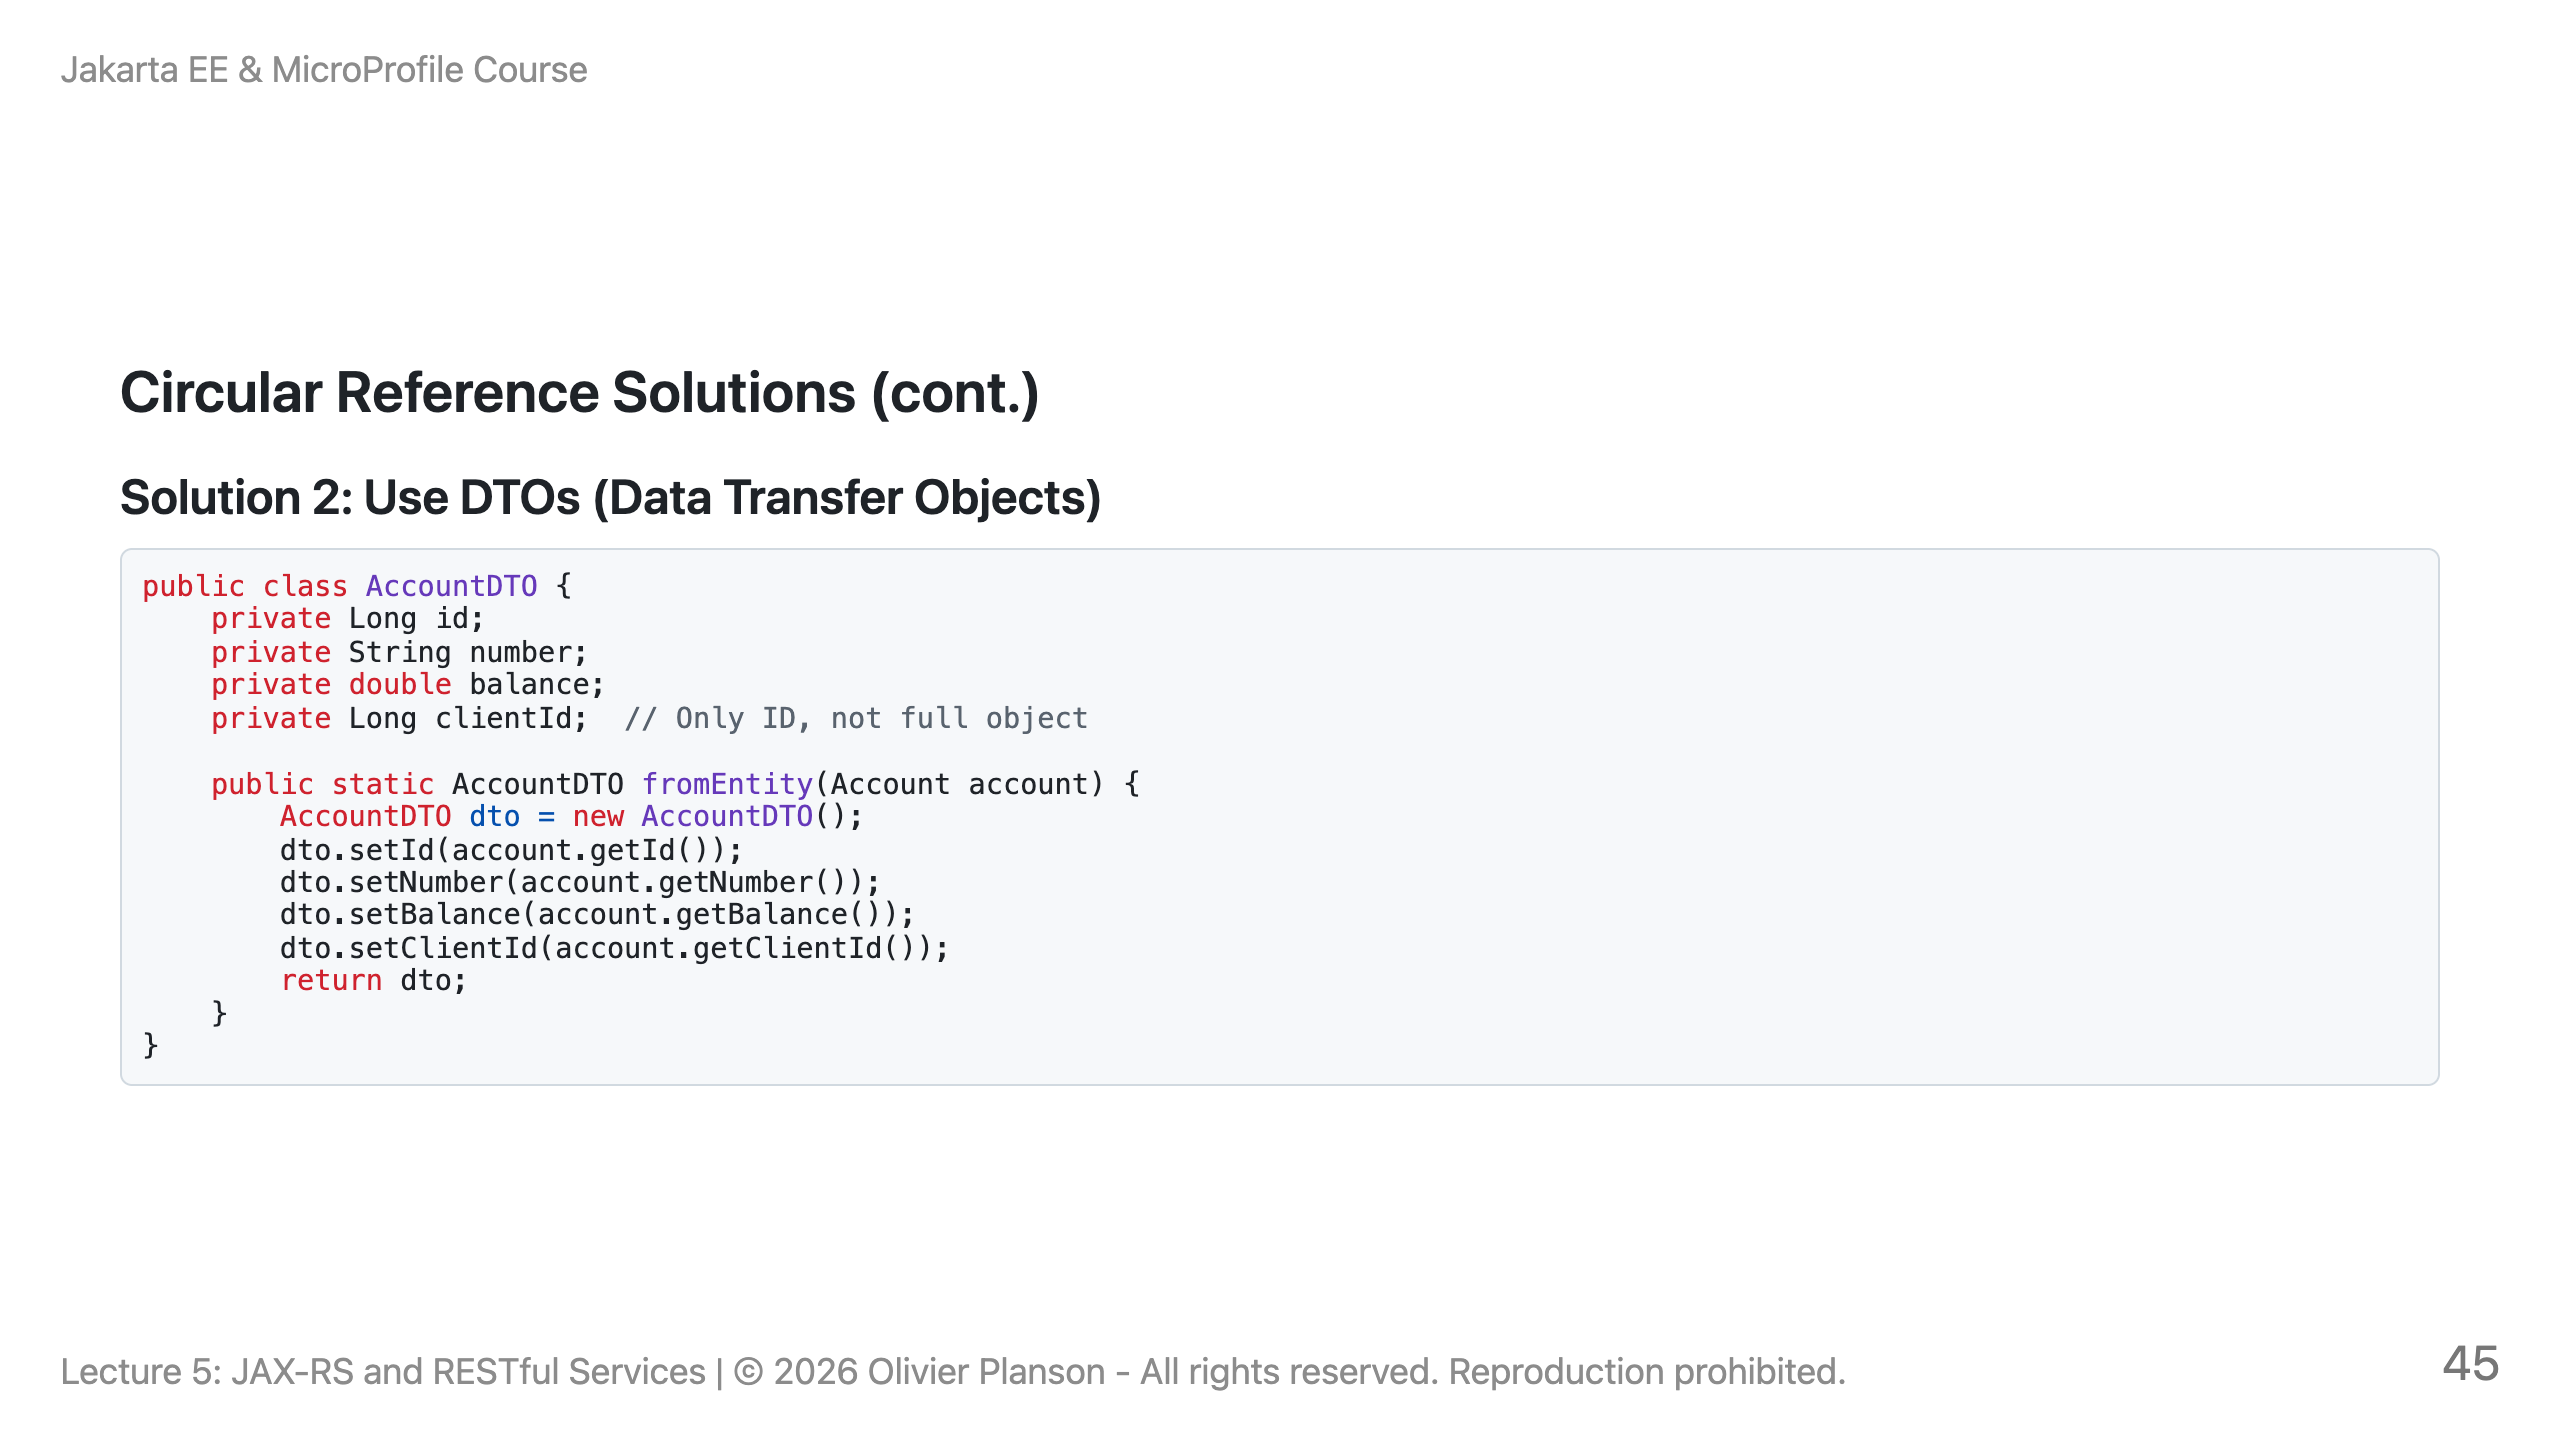 Jakarta EE & MicroProfile Course
Circular Reference Solutions (cont.)
Solution 2: Use DTOs (Data Transfer Objects)
public class AccountDTO {
    private Long id;
    private String number;
    private double balance;
    private Long clientId;  // Only ID, not full object

    public static AccountDTO fromEntity(Account account) {
        AccountDTO dto = new AccountDTO();
        dto.setId(account.getId());
        dto.setNumber(account.getNumber());
        dto.setBalance(account.getBalance());
        dto.setClientId(account.getClientId());
        return dto;
    }
}
Lecture 5: JAX-RS and RESTful Services | © 2026 Olivier Planson - All rights reserved. Reproduction prohibited.
45